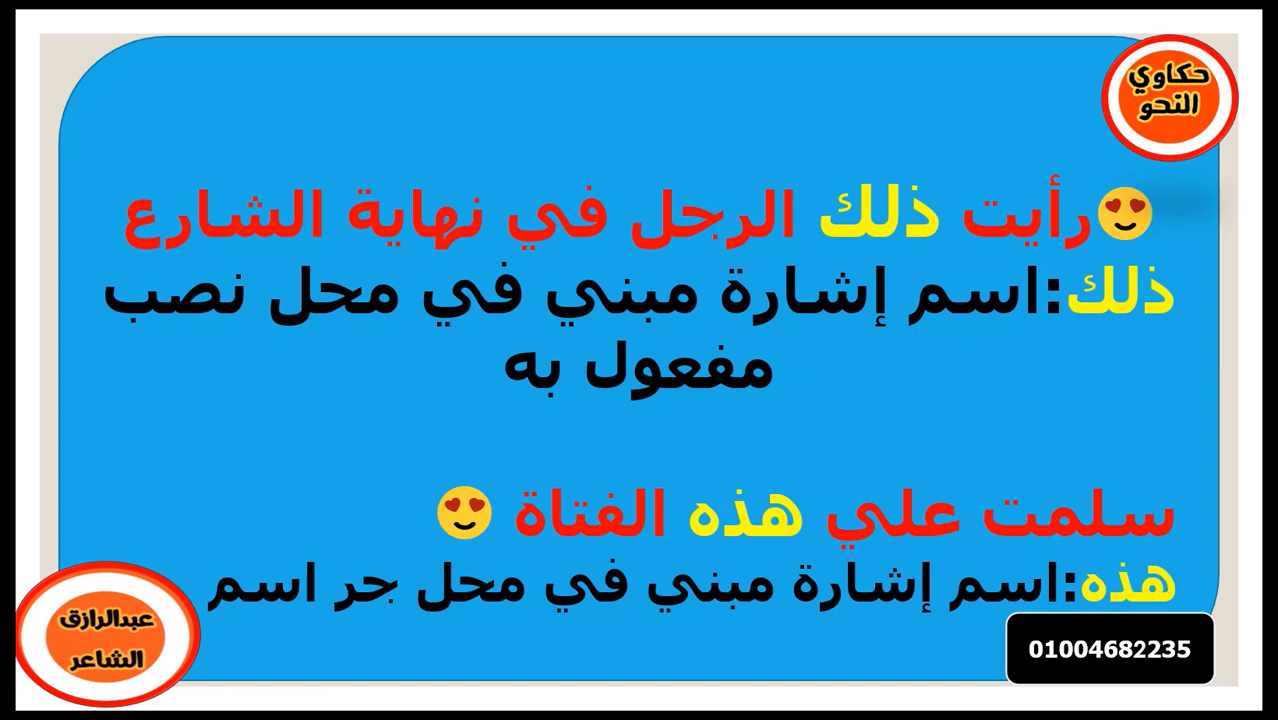 حكاوي
النحو
😍رأيت ذلك الرجل في نهاية الشارع
ذلك:اسم إشارة مبني في محل نصب
مفعول به
سلمت علي هذه الفتاة 😍
هذه:اسم إشارة مبني في محل جر اسم
عبدالرازق
الشاعر
01004682235